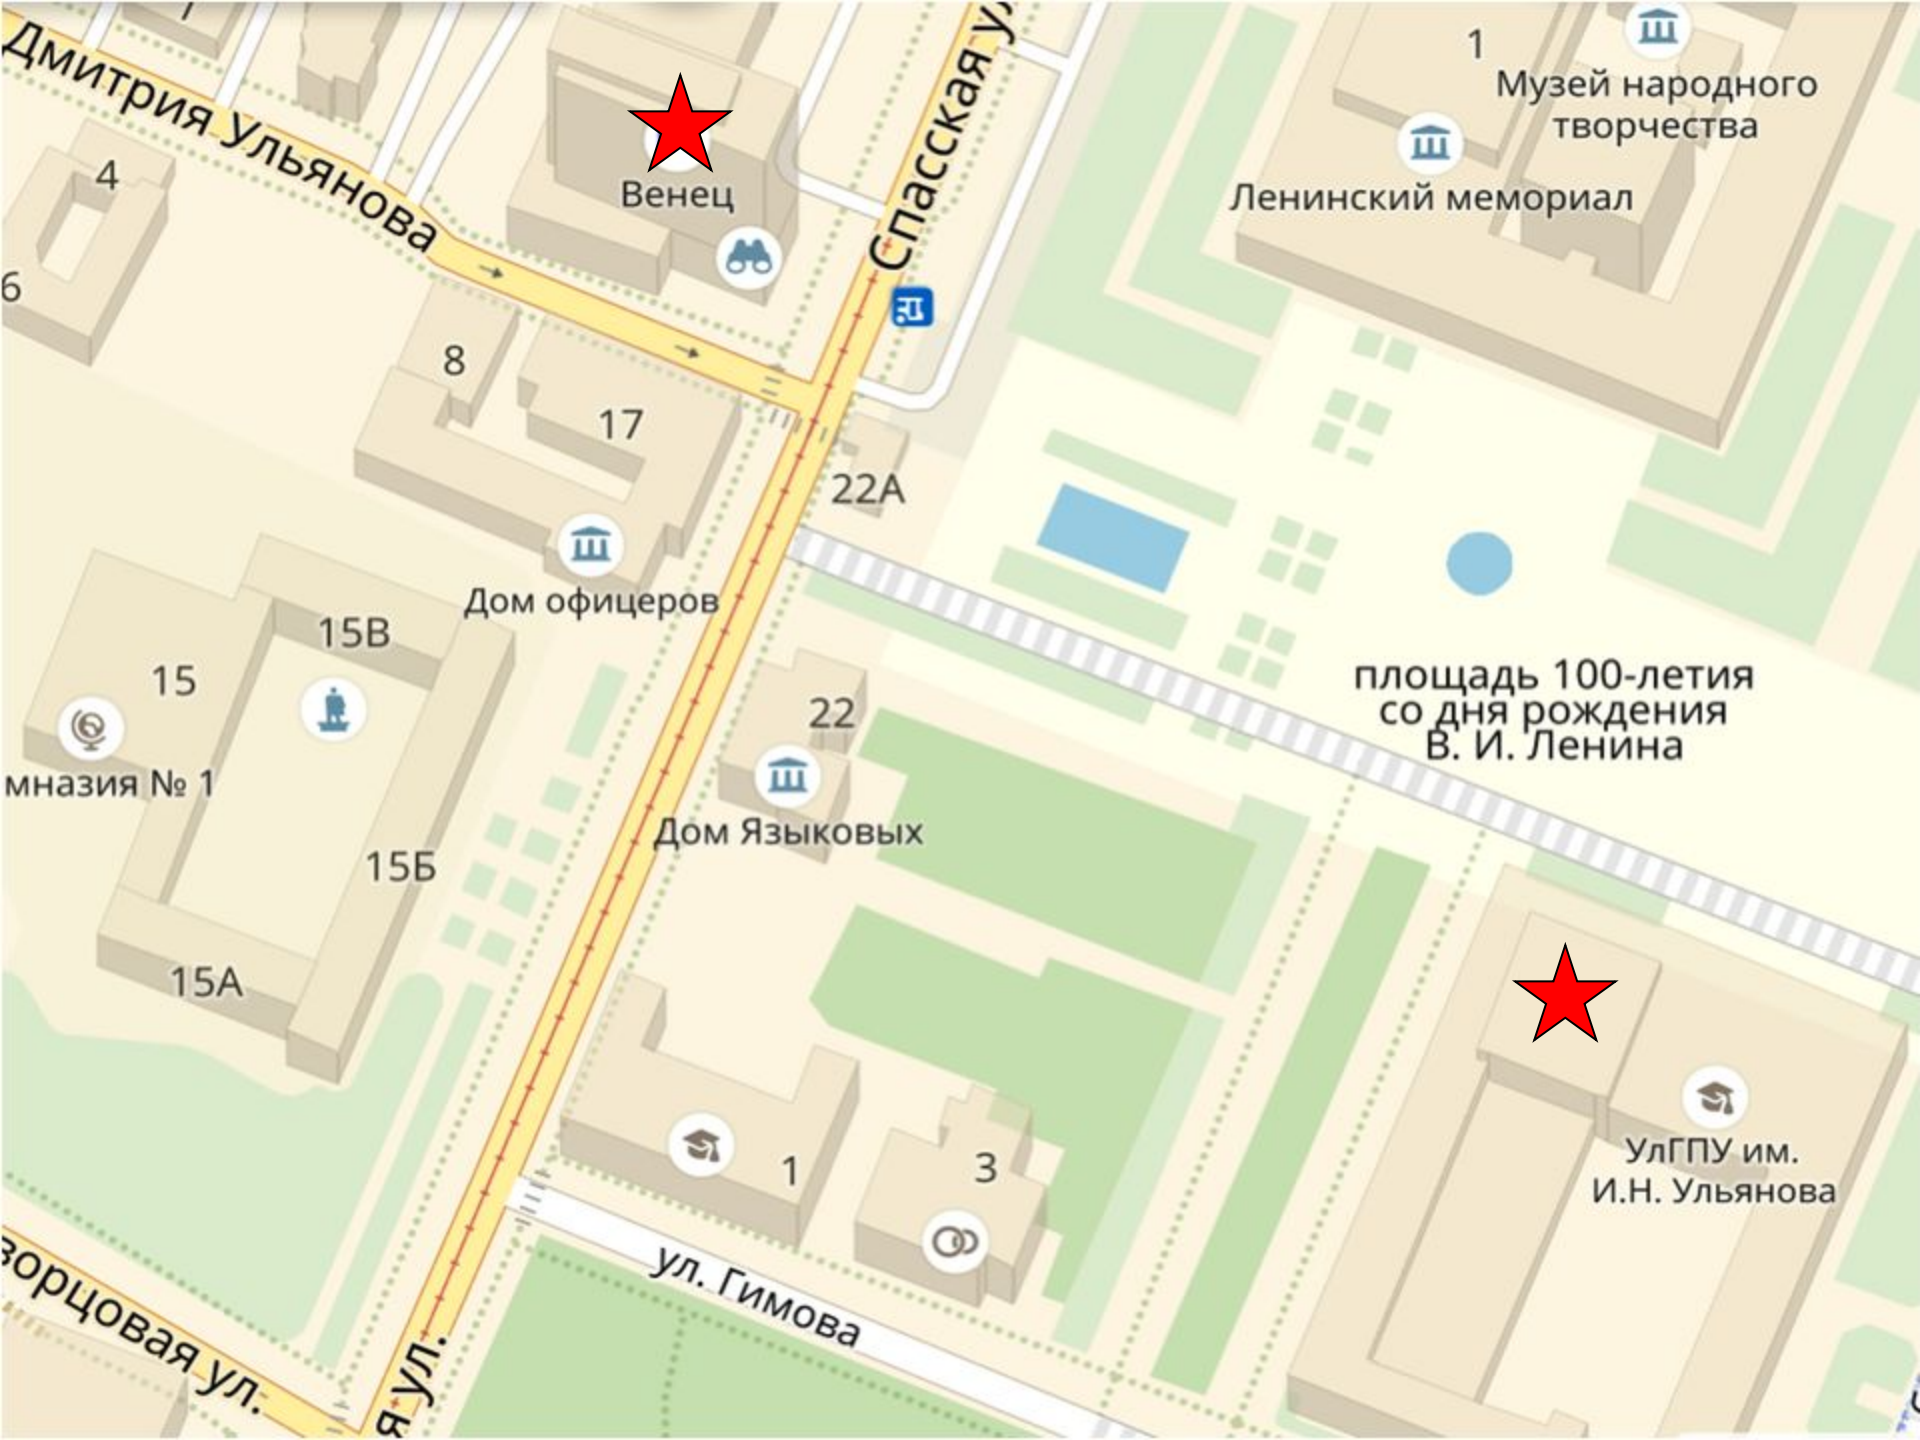 Дмитрия Ульянова
Спасская
1
Музей народного
творчества
Ленинский мемориал
Венец
4
6
8
17
22А
Дом офицеров
15В
15
мназия № 1
15Б
15А
22
Дом Языковых
площадь 100-летия
со дня рождения
В. И. Ленина
1
3
УлГПУ им.
И.Н. Ульянова
ул. Гимова
ворцовая ул.
я ул.